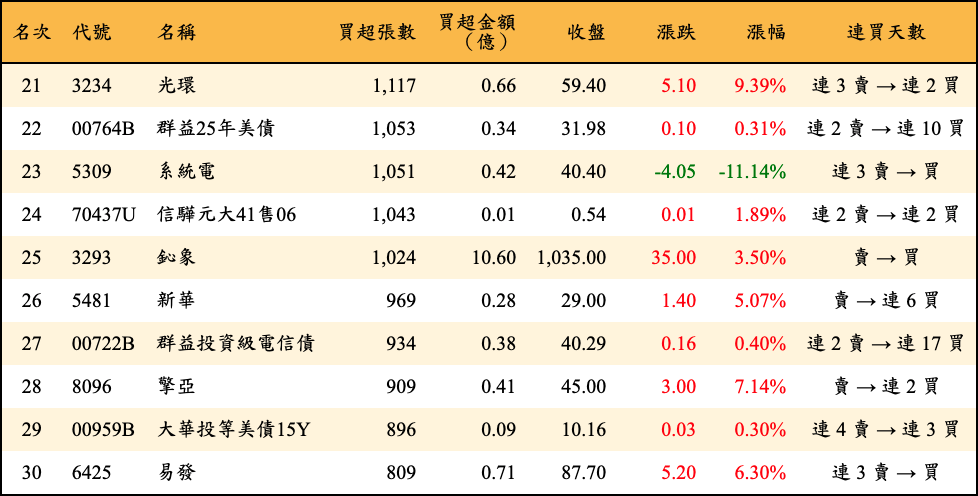 名次 代號 名稱 買超張數 買超金額（億） 收盤 漲跌 漲幅 連買天數
21 3234 光環 1,117 0.66 59.40 5.10 9.39% 連 3 賣 → 連 2 買
22 00764B 群益25年美債 1,053 0.34 31.98 0.10 0.31% 連 2 賣 → 連 10 買
23 5309 系統電 1,051 0.42 40.40 -4.05 -11.14% 連 3 賣 → 買
24 70437U 信驊元大41售06 1,043 0.01 0.54 0.01 1.89% 連 2 賣 → 連 2 買
25 3293 鈊象 1,024 10.60 1,035.00 35.00 3.50% 賣 → 買
26 5481 新華 969 0.28 29.00 1.40 5.07% 賣 → 連 6 買
27 00722B 群益投資級電信債 934 0.38 40.29 0.16 0.40% 連 2 賣 → 連 17 買
28 8096 擎亞 909 0.41 45.00 3.00 7.14% 賣 → 連 2 買
29 00959B 大華投等美債15Y 896 0.09 10.16 0.03 0.30% 連 4 賣 → 連 3 買
30 6425 易發 809 0.71 87.70 5.20 6.30% 連 3 賣 → 買